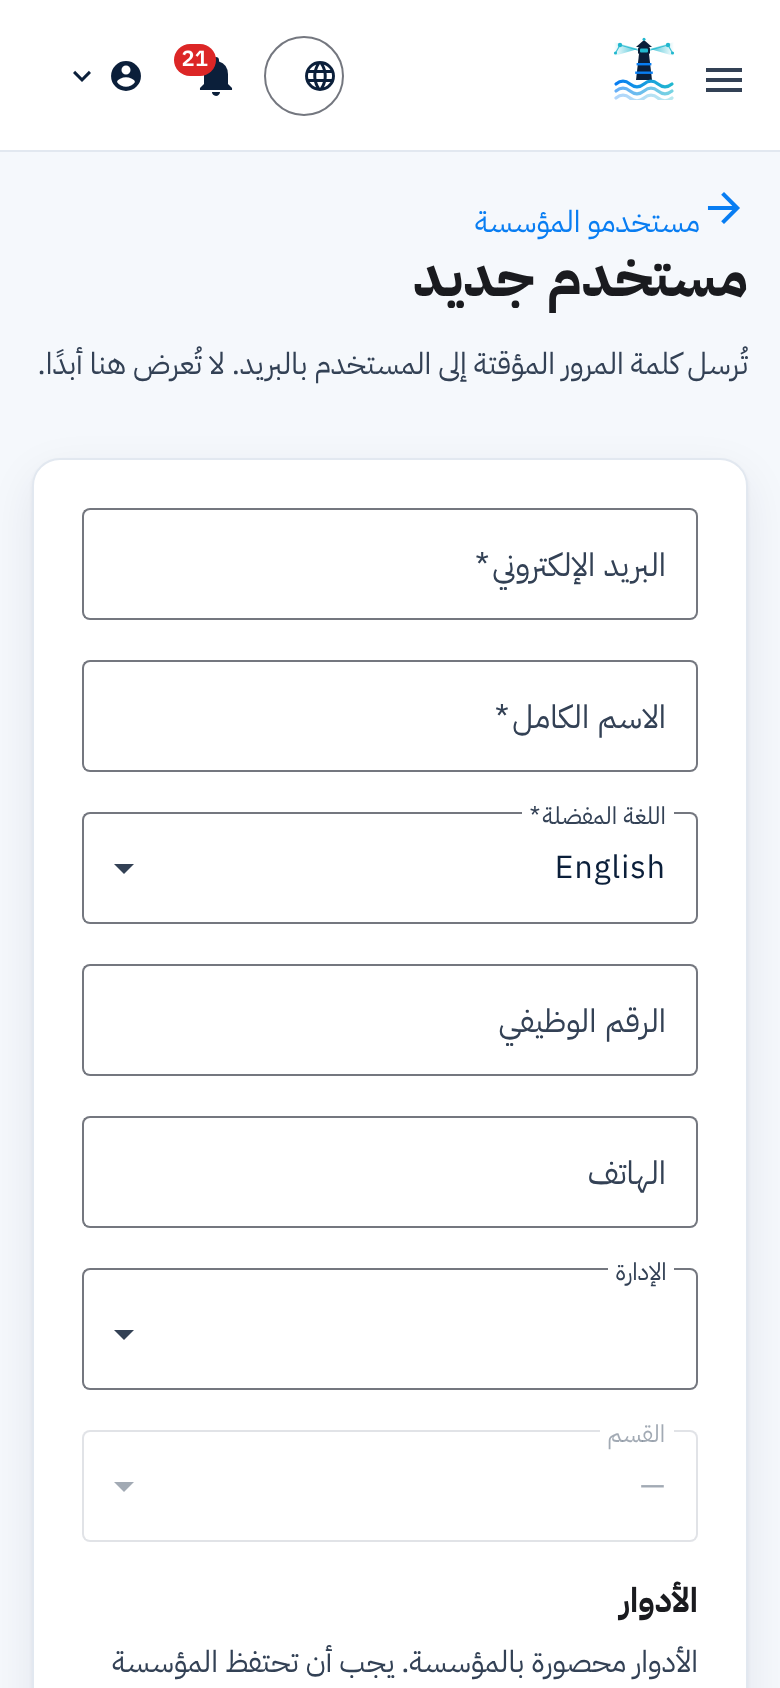 21
مستخدمو المؤسسة
مستخدم جديد
تُرسل كلمة المرور المؤقتة إلى المستخدم بالبريد. لا تُعرض هنا أبدًا.
البريد الإلكتروني*
الاسم الكامل*
اللغة المفضلة*
English
الرقم الوظيفي
الهاتف
الإدارة
القسم
—
الأدوار
الأدوار محصورة بالمؤسسة. يجب أن تحتفظ المؤسسة